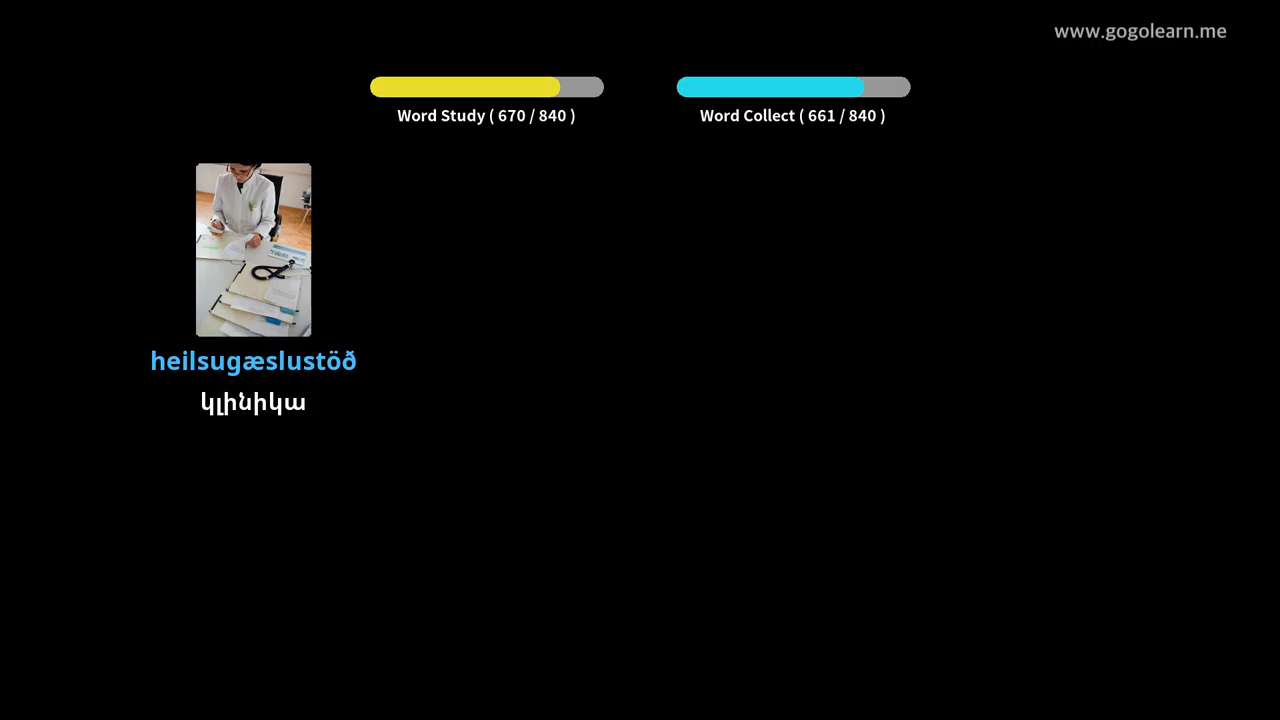 www.gogolearn.me
Word Study ( 670 / 840 )
Word Collect ( 661 / 840 )
heilsugæslustöð
կլինիկա